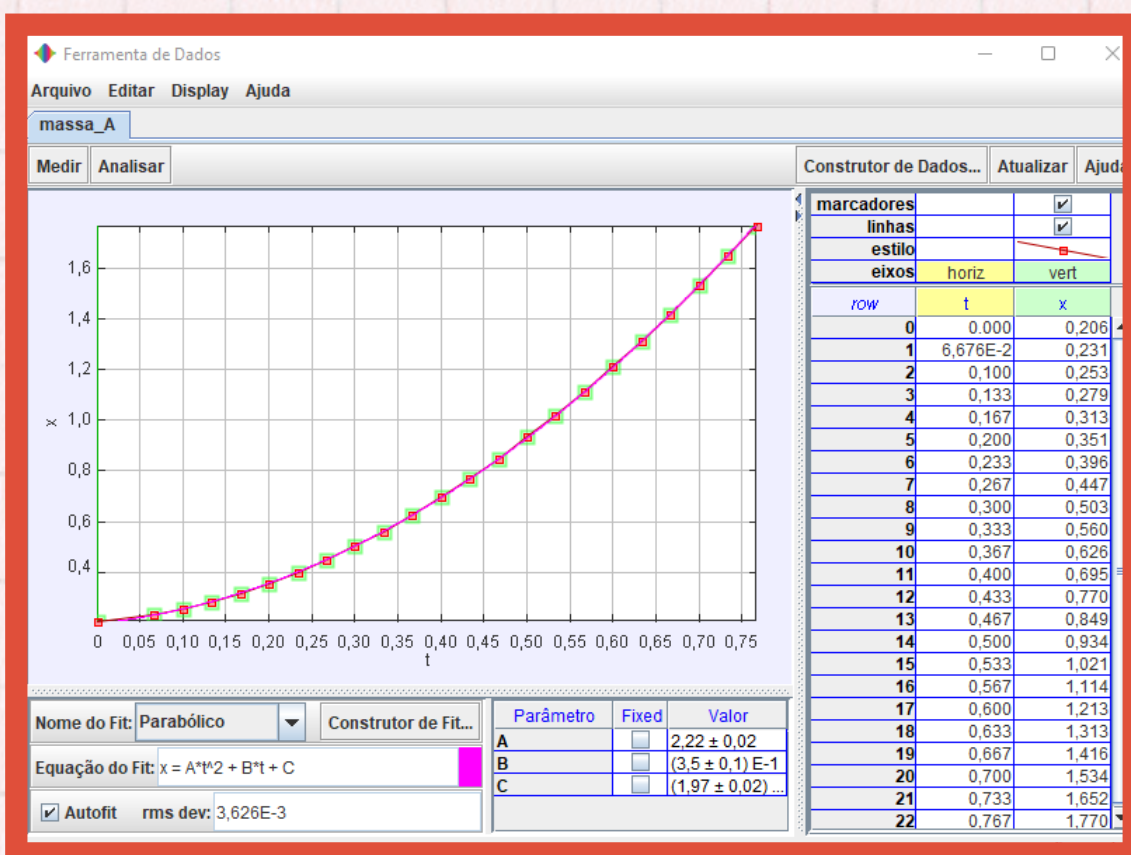 Ferramenta de Dados
Arquivo Editar Display Ajuda
massa_A
Medir Analisar Construtor de Dados... Atualizar Ajuda
marcadores
linhas
estilo
eixos horiz vert
row t x
0 0.000 0,206
1 6,676E-2 0,231
2 0,100 0,253
3 0,133 0,279
4 0,167 0,313
5 0,200 0,351
6 0,233 0,396
7 0,267 0,447
8 0,300 0,503
9 0,333 0,560
10 0,367 0,626
11 0,400 0,695
12 0,433 0,770
13 0,467 0,849
14 0,500 0,934
15 0,533 1,021
16 0,567 1,114
17 0,600 1,213
18 0,633 1,313
19 0,667 1,416
20 0,700 1,534
21 0,733 1,652
22 0,767 1,770
1,6
1,4
1,2
x 1,0
0,8
0,6
0,4
0 0,05 0,10 0,15 0,20 0,25 0,30 0,35 0,40 0,45 0,50 0,55 0,60 0,65 0,70 0,75
t
Nome do Fit: Parabólico Construtor de Fit...
Equação do Fit: x = A*t^2 + B*t + C
Autofit rms dev: 3,626E-3
Parâmetro Fixed Valor
A 2,22 ± 0,02
B (3,5 ± 0,1) E-1
C (1,97 ± 0,02) ...